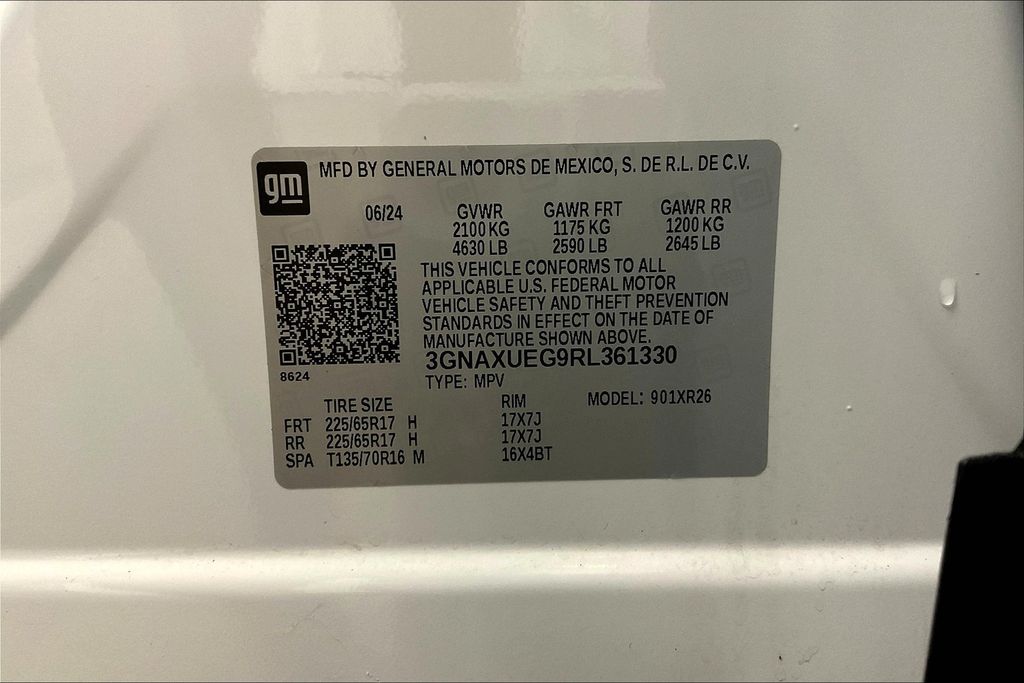 gm MFD BY GENERAL MOTORS DE MEXICO, S. DE R.L. DE C.V.
06/24 GVWR GAWR FRT GAWR RR
2100 KG 1175 KG 1200 KG
4630 LB 2590 LB 2645 LB
THIS VEHICLE CONFORMS TO ALL
APPLICABLE U.S. FEDERAL MOTOR
VEHICLE SAFETY AND THEFT PREVENTION
STANDARDS IN EFFECT ON THE DATE OF
MANUFACTURE SHOWN ABOVE.
3GNAXUEG9RL361330
8624
TYPE: MPV
TIRE SIZE RIM MODEL: 901XR26
FRT 225/65R17 H 17X7J
RR 225/65R17 H 17X7J
SPA T135/70R16 M 16X4BT